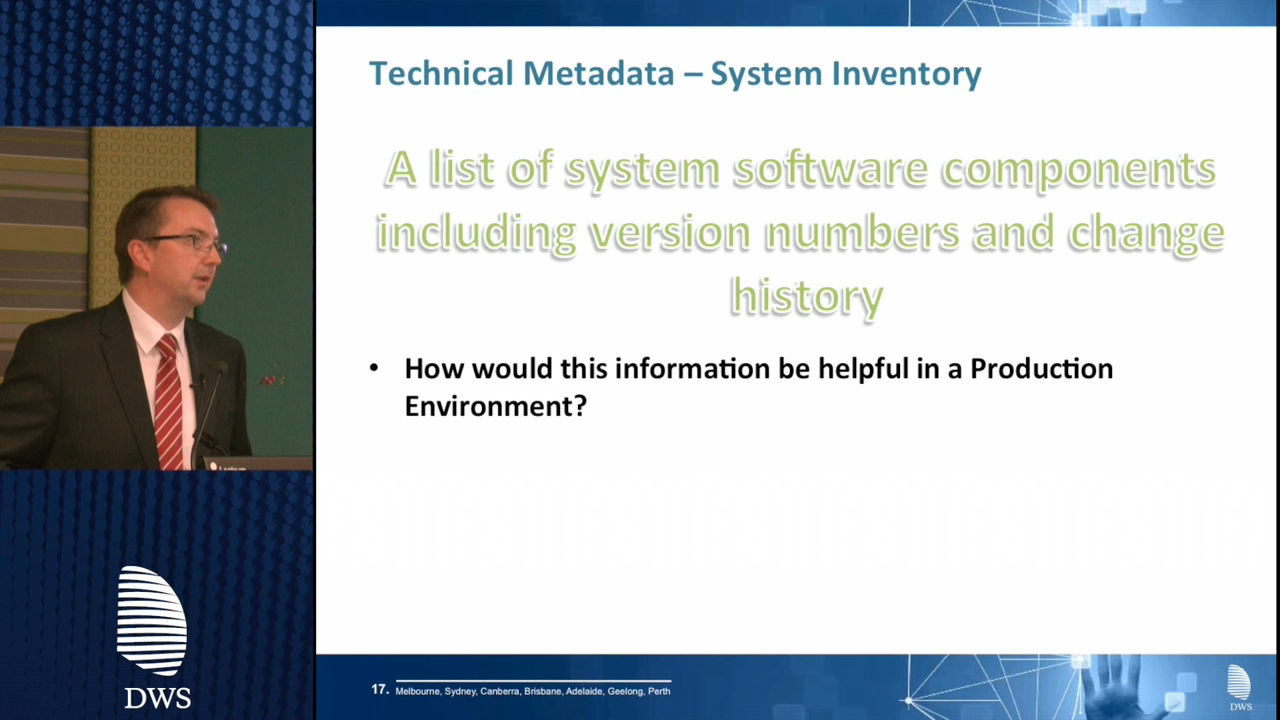 Technical Metadata – System Inventory
A list of system software components
including version numbers and change
history
• How would this information be helpful in a Production
Environment?
DWS
17. Melbourne, Sydney, Canberra, Brisbane, Adelaide, Geelong, Perth
DWS